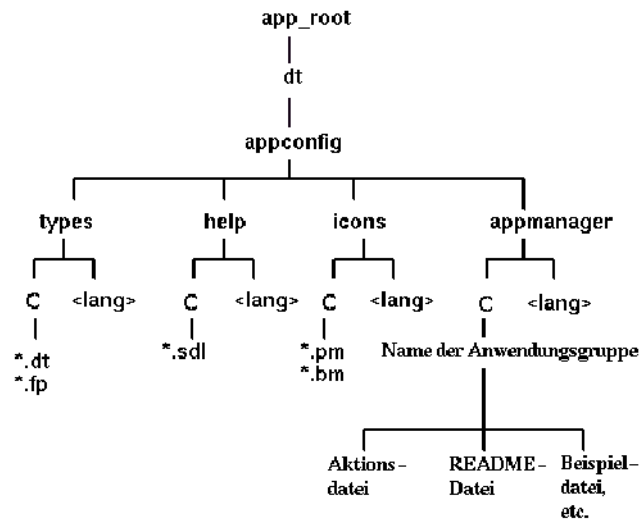 app_root
dt
appconfig
types help icons appmanager
C <lang> C <lang> C <lang> C <lang>
*.dt *.sdl *.pm Name der Anwendungsgruppe
*.fp *.bm
Aktions- README- Beispiel-
datei Datei datei,
etc.